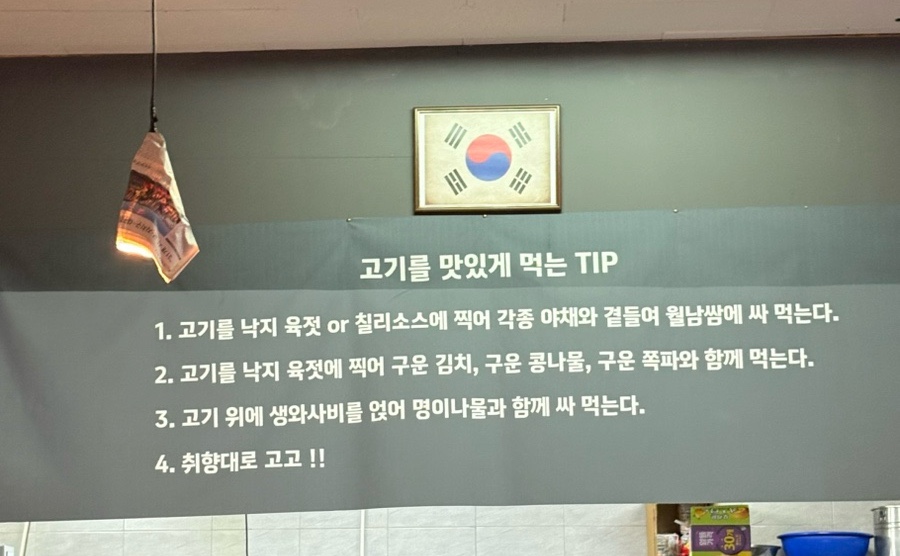 고기를 맛있게 먹는 TIP
1. 고기를 낙지 육젓 or 칠리소스에 찍어 각종 야채와 곁들여 월남쌈에 싸 먹는다.
2. 고기를 낙지 육젓에 찍어 구운 김치, 구운 콩나물, 구운 쪽파와 함께 먹는다.
3. 고기 위에 생와사비를 얹어 명이나물과 함께 싸 먹는다.
4. 취향대로 고고 !!